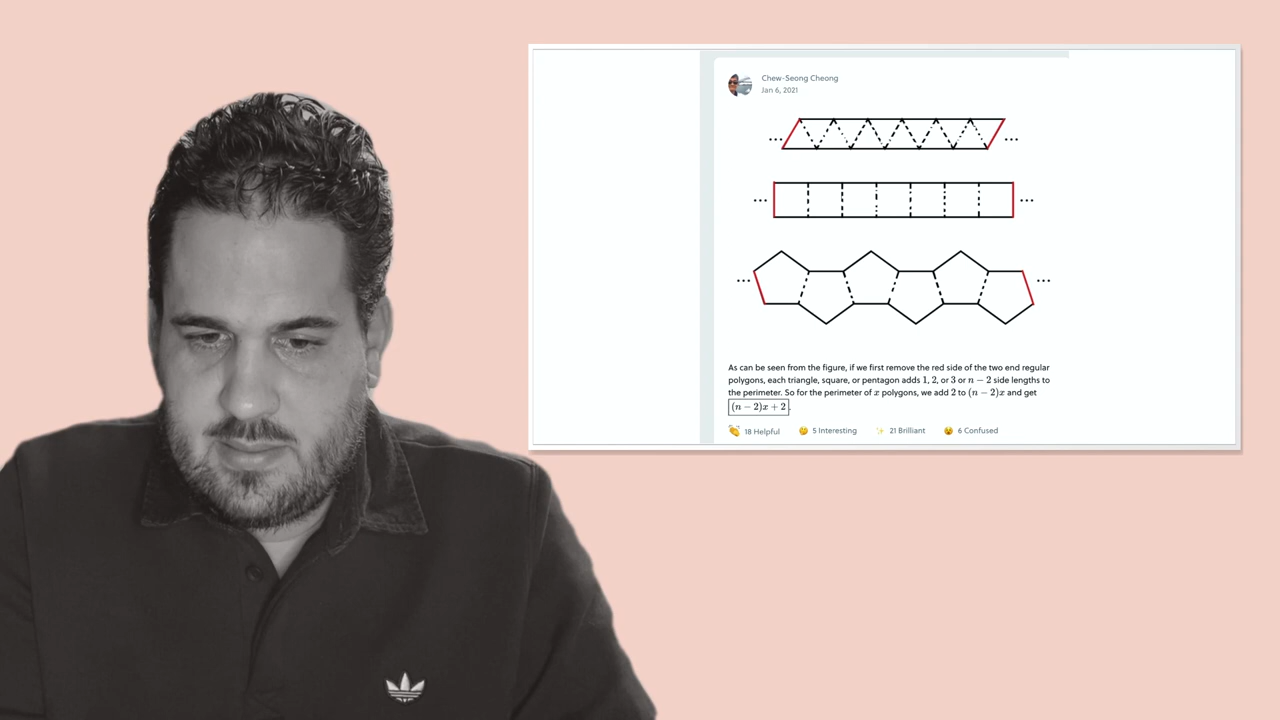 Chew-Seong Cheong
Jan 6, 2021
...
...
...
...
...
...
As can be seen from the figure, if we first remove the red side of the two end regular
polygons, each triangle, square, or pentagon adds 1, 2, or 3 or n − 2 side lengths to
the perimeter. So for the perimeter of x polygons, we add 2 to (n − 2)x and get
(n − 2)x + 2.
18 Helpful 5 Interesting 21 Brilliant 6 Confused